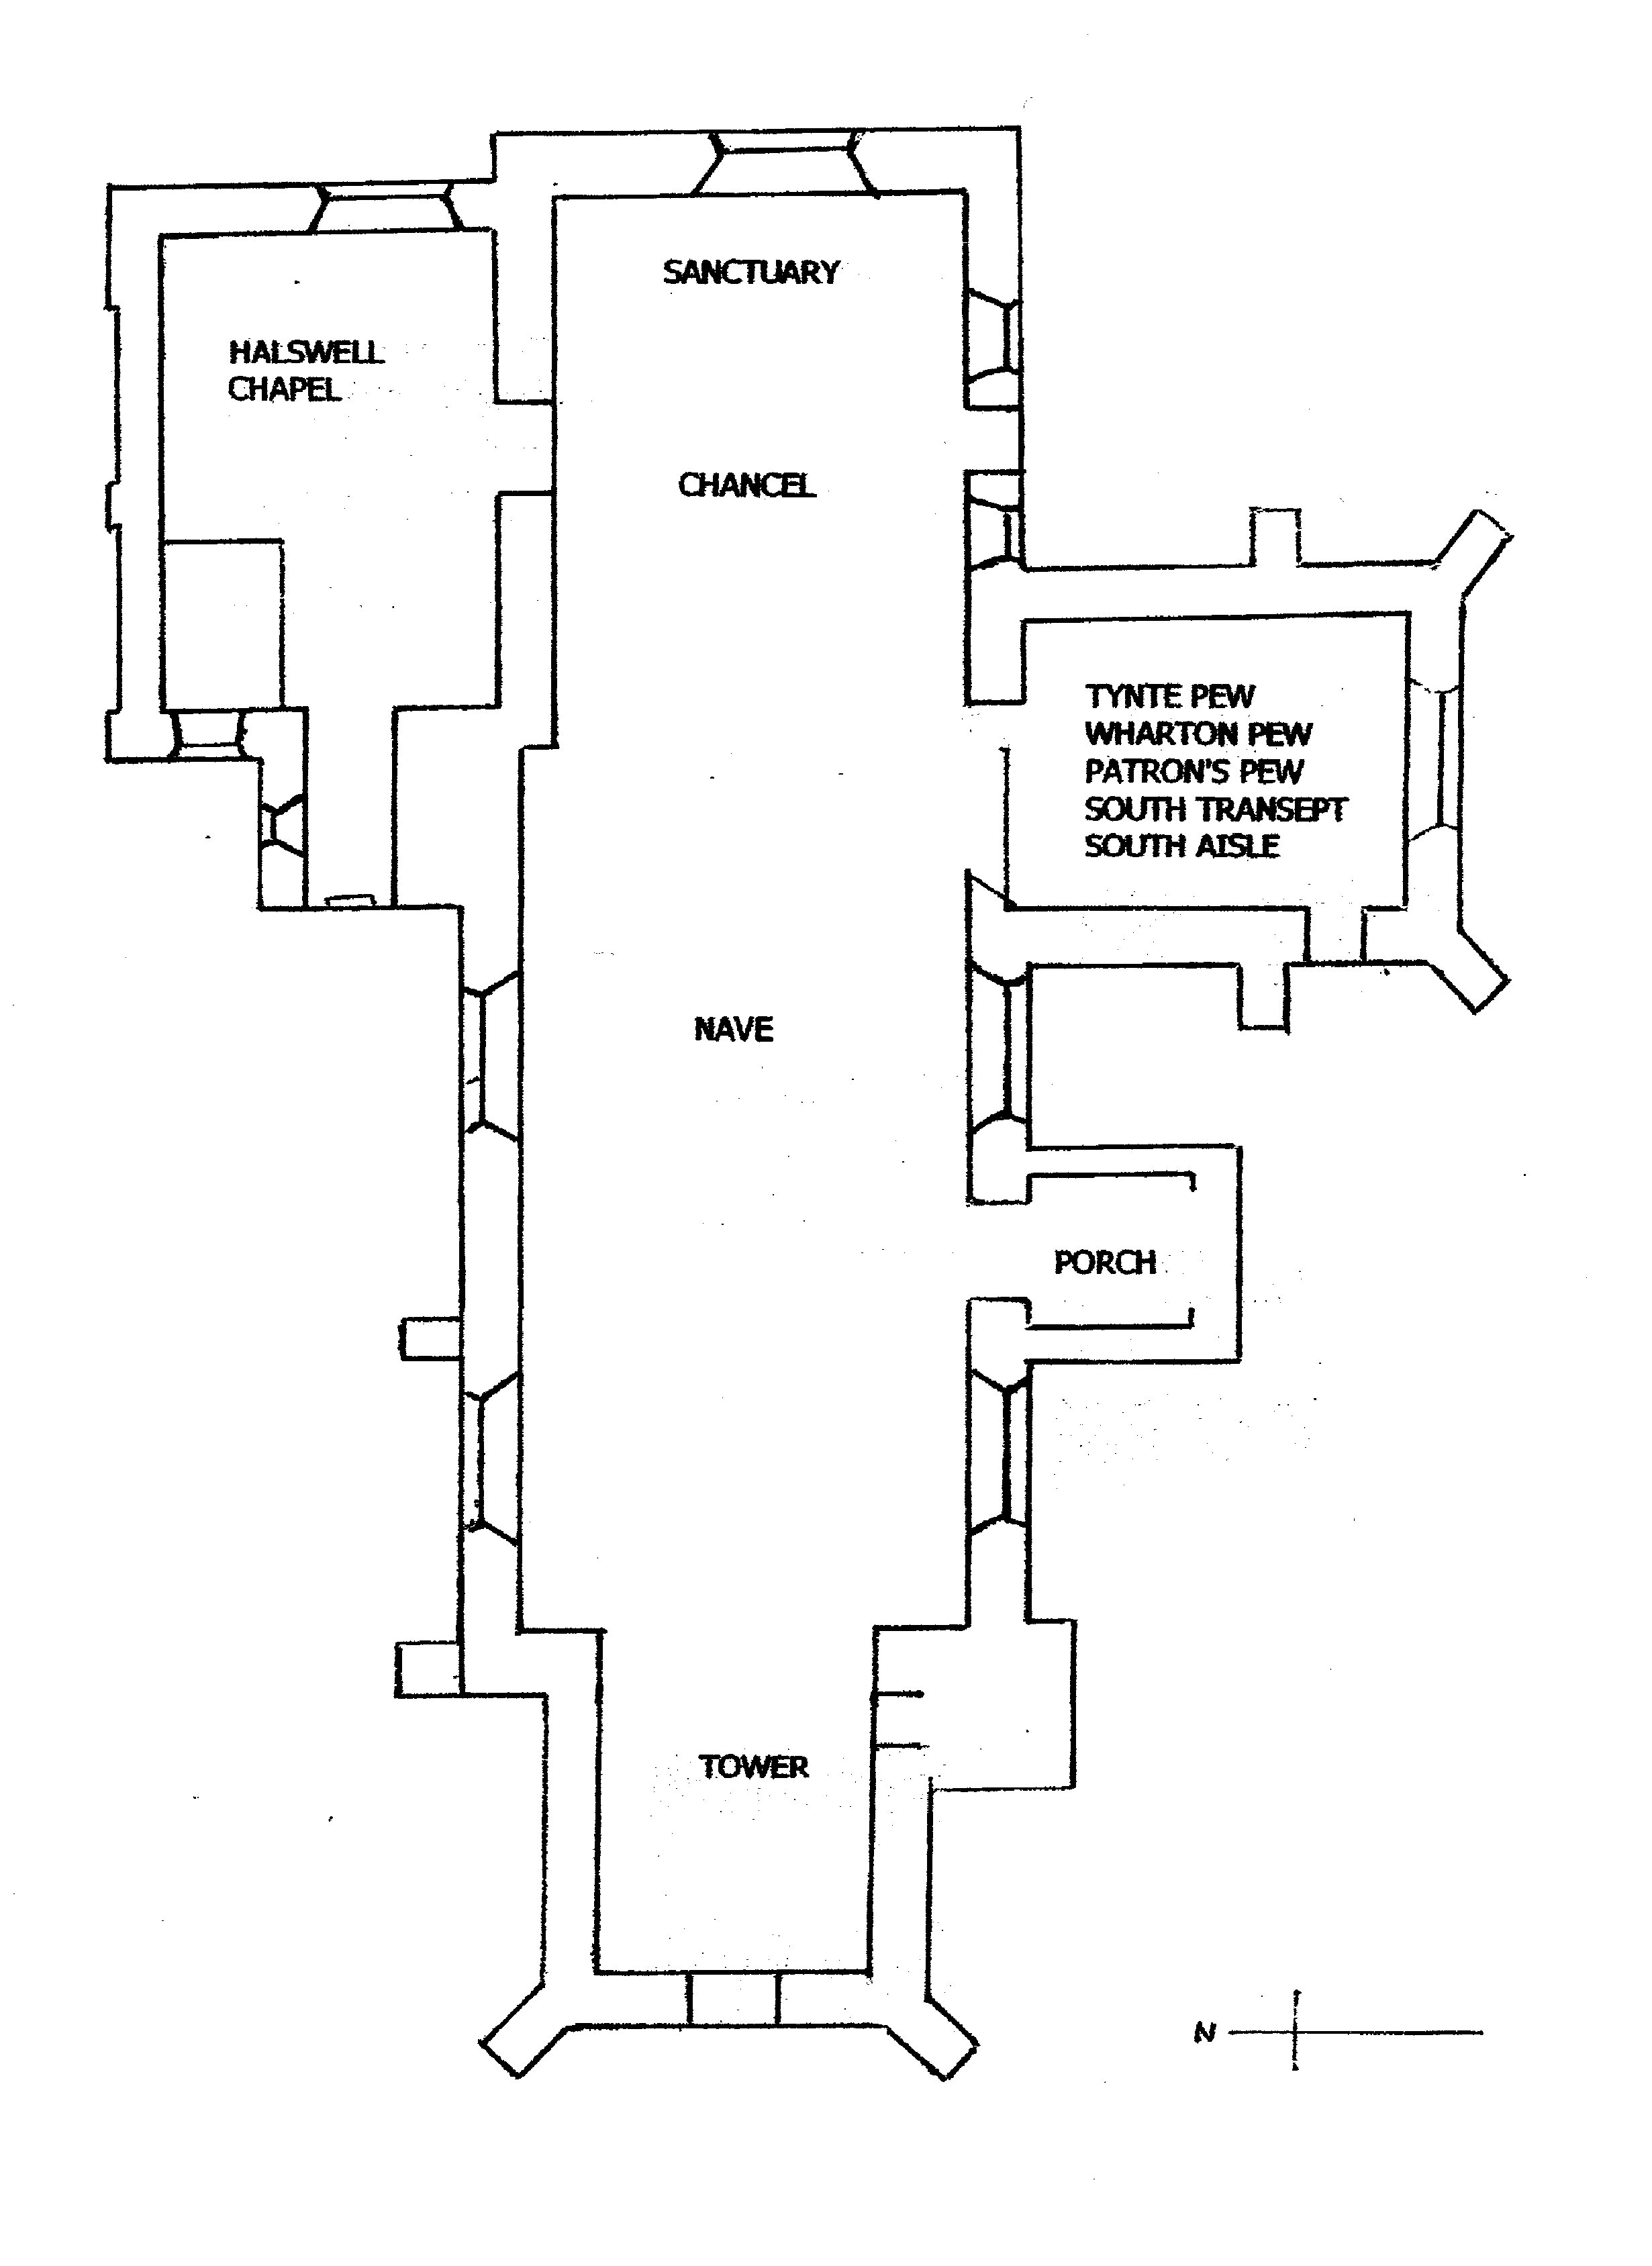 SANCTUARY
HALSWELL
CHAPEL
CHANCEL
TYNTE PEW
WHARTON PEW
PATRON'S PEW
SOUTH TRANSEPT
SOUTH AISLE
NAVE
PORCH
TOWER
N